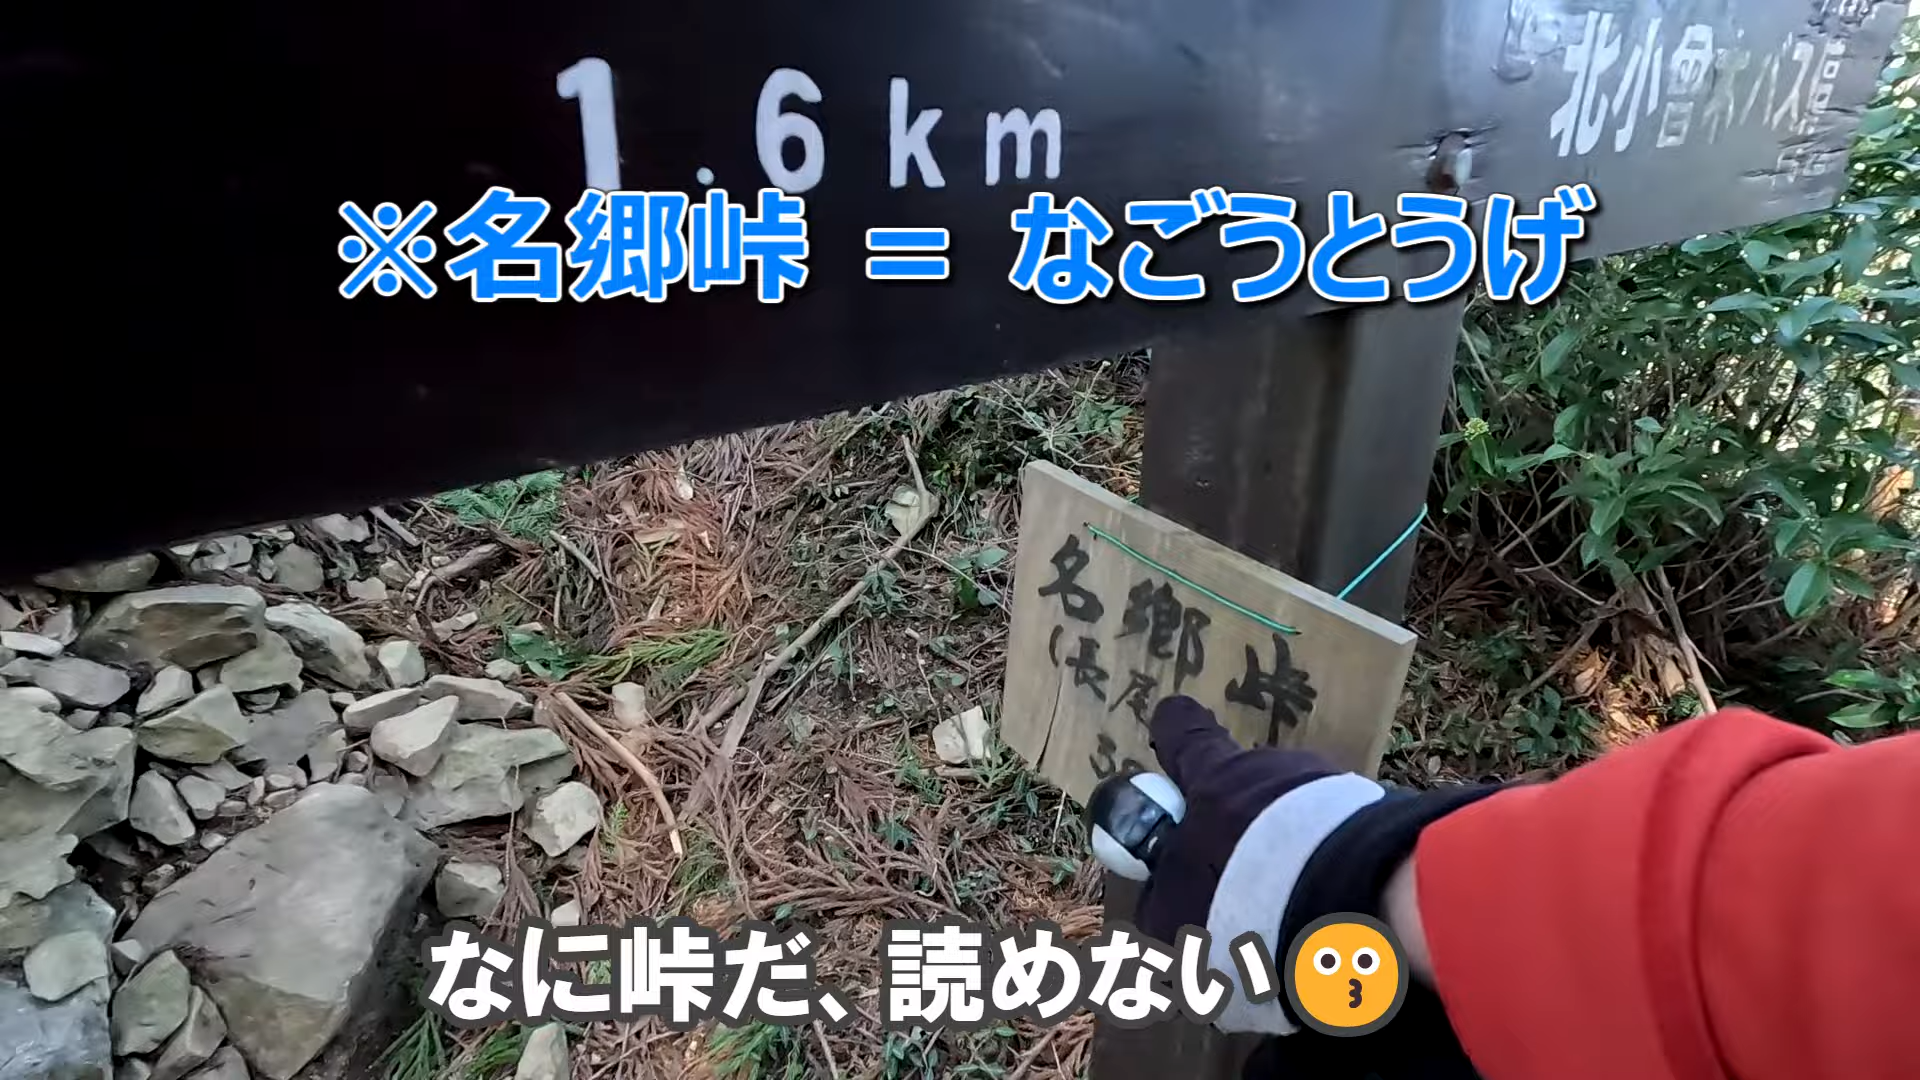 1.6km
北小曽木バス停
※名郷峠 = なごうとうげ
名郷峠
(長尾
なに峠だ、読めない😗